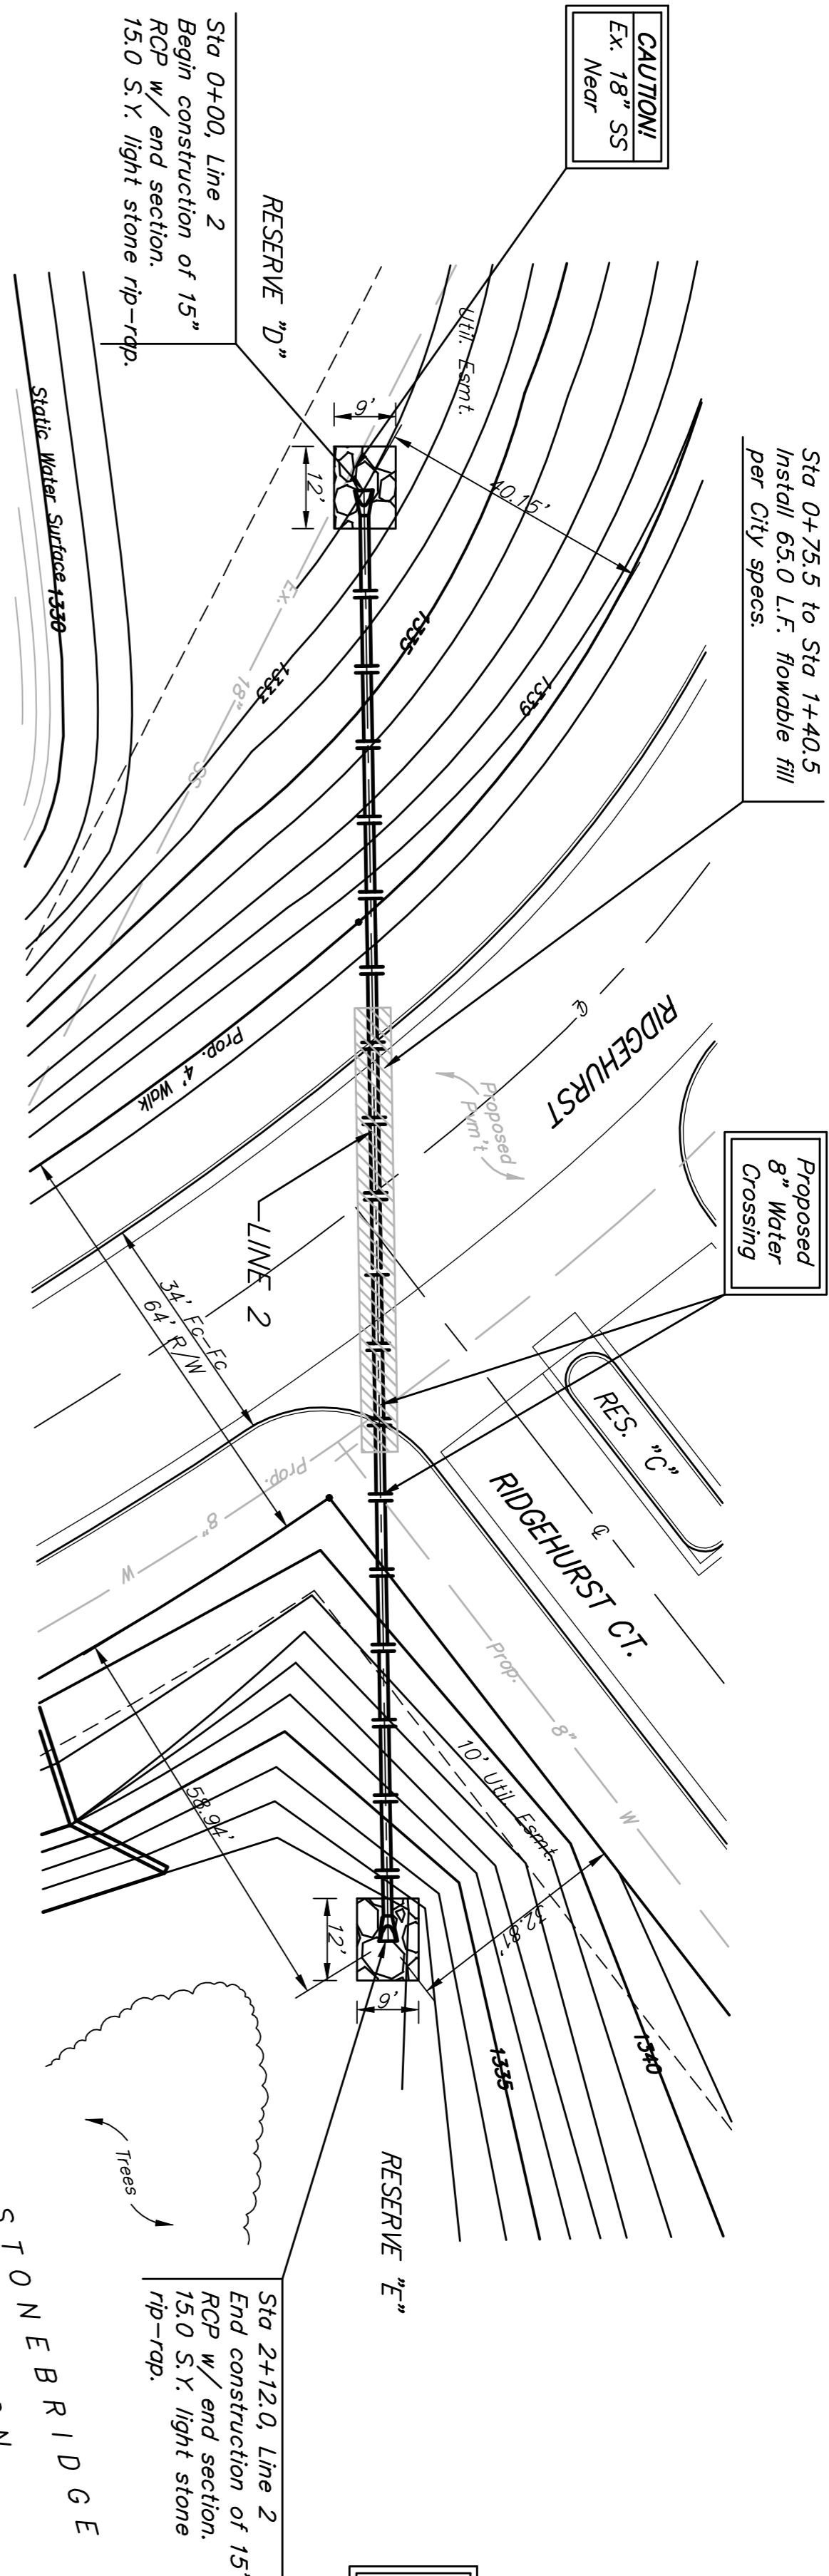 CAUTION!
Ex. 18" SS
Near
Sta 0+00, Line 2
Begin construction of 15"
RCP w/ end section.
15.0 S.Y. light stone rip-rap.
RESERVE "D"
Util. Esmt.
9'
12'
40.15'
Sta 0+75.5 to Sta 1+40.5
Install 65.0 L.F. flowable fill
per City specs.
Static Water Surface 1330
Ex. 18" SS
1333
1335
1339
Prop. 4' Walk
RIDGEHURST
Proposed
Pvm't
LINE 2
34' Fc-Fc
64' R/W
Proposed
8" Water
Crossing
RES. "C"
RIDGEHURST CT.
Prop. 8" W
Prop. 8" W
10' Util. Esmt.
58.94'
32.81'
12'
9'
1335
1340
Trees
RESERVE "E"
Sta 2+12.0, Line 2
End construction of 15"
RCP w/ end section.
15.0 S.Y. light stone
rip-rap.
STONEBRIDGE